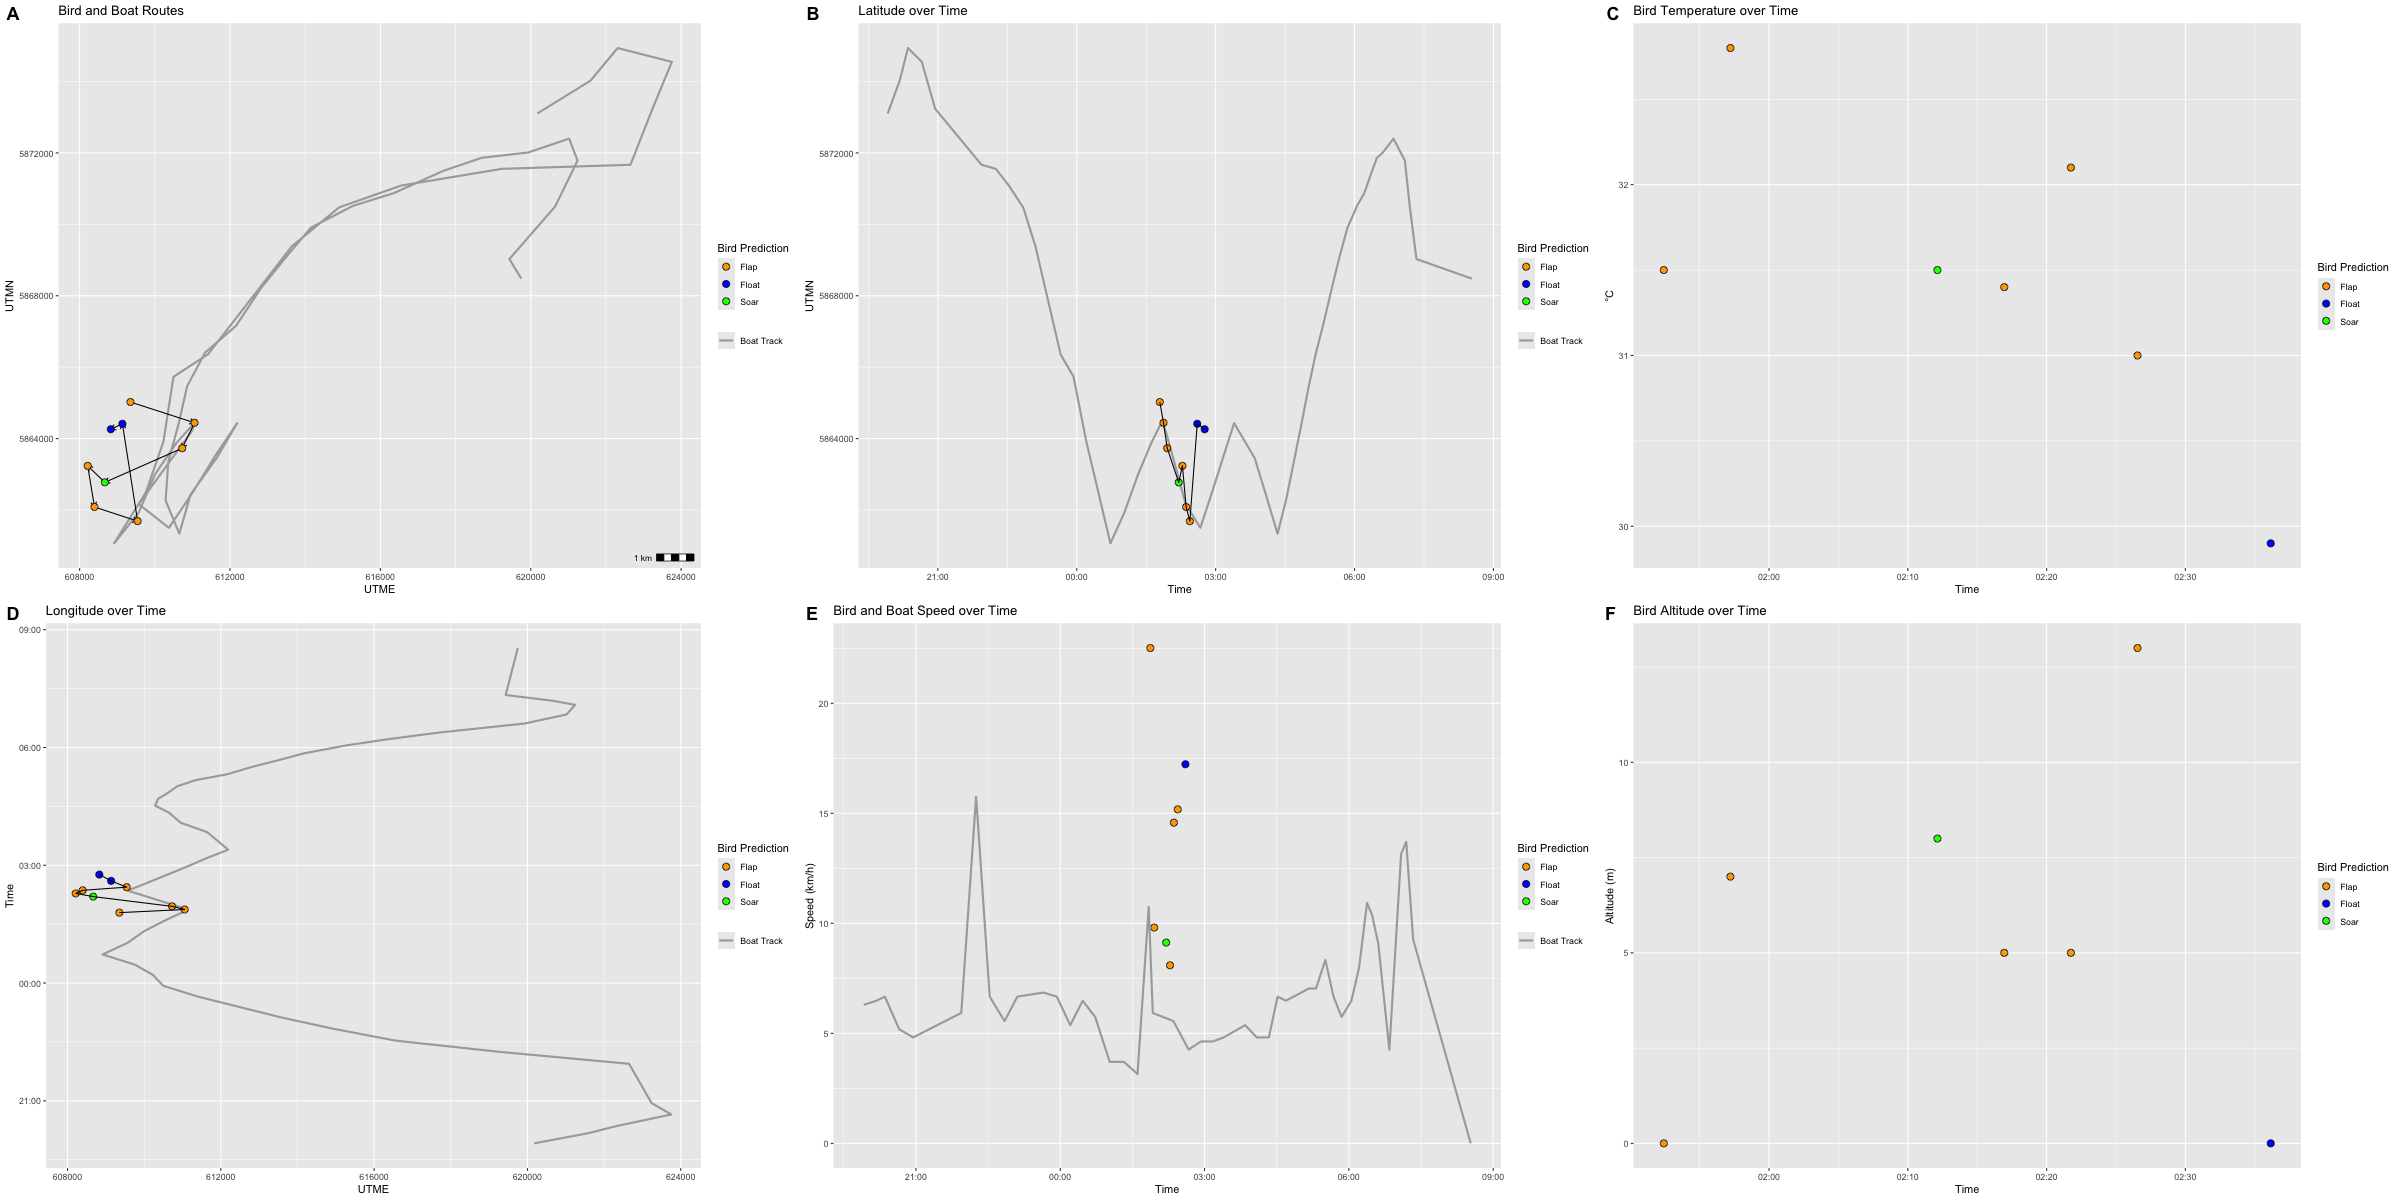 A Bird and Boat Routes
5872000
5868000
5864000
UTMN
608000 612000 616000 620000 624000
UTME
1 km
Bird Prediction
Flap
Float
Soar
Boat Track
B Latitude over Time
5872000
5868000
5864000
UTMN
21:00 00:00 03:00 06:00 09:00
Time
Bird Prediction
Flap
Float
Soar
Boat Track
C Bird Temperature over Time
32
31
30
°C
02:00 02:10 02:20 02:30
Time
Bird Prediction
Flap
Float
Soar
D Longitude over Time
09:00
06:00
03:00
00:00
21:00
Time
608000 612000 616000 620000 624000
UTME
Bird Prediction
Flap
Float
Soar
Boat Track
E Bird and Boat Speed over Time
20
15
10
5
0
Speed (km/h)
21:00 00:00 03:00 06:00 09:00
Time
Bird Prediction
Flap
Float
Soar
Boat Track
F Bird Altitude over Time
10
5
0
Altitude (m)
02:00 02:10 02:20 02:30
Time
Bird Prediction
Flap
Float
Soar